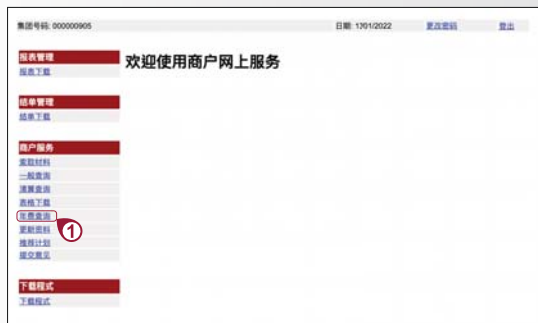 集团号码: 000000905 日期: 1701/2022 更改密码 登出
报表管理
报表下载
欢迎使用商户网上服务
结单管理
结单下载
商户服务
索取材料
一般查询
清算查询
表格下载
年费查询
更新资料
1
推荐计划
提交意见
下载程式
下载程式